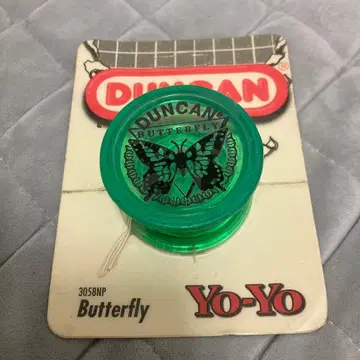 DUNCAN®
DUNCAN
BUTTERFLY
3058NP
Butterfly
Yo-Yo